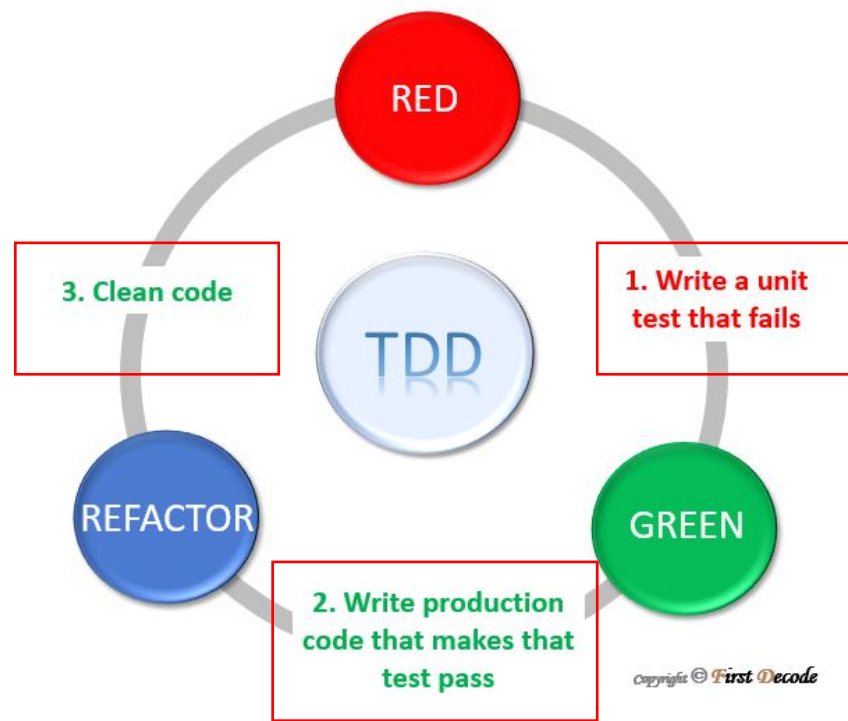 RED
3. Clean code
1. Write a unit
test that fails
TDD
REFACTOR
GREEN
2. Write production
code that makes that
test pass
Copyright © First Decode